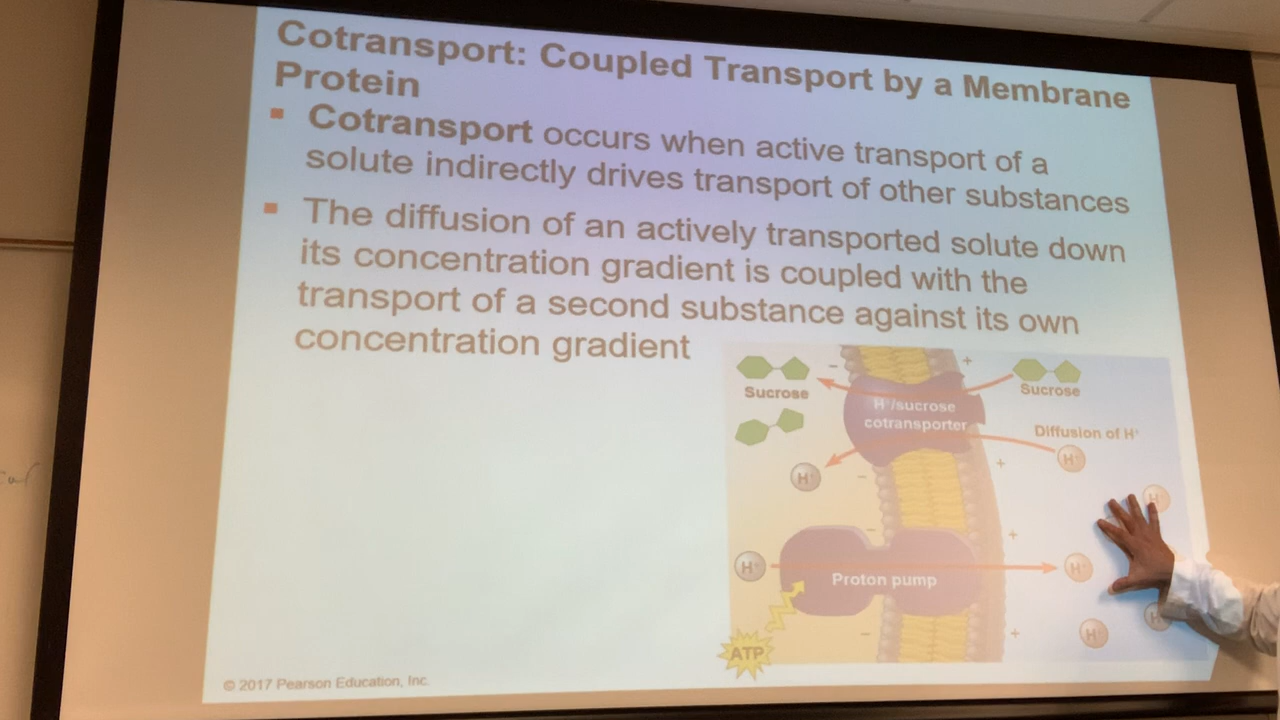 Cotransport: Coupled Transport by a Membrane
Protein
▪ Cotransport occurs when active transport of a
solute indirectly drives transport of other substances
▪ The diffusion of an actively transported solute down
its concentration gradient is coupled with the
transport of a second substance against its own
concentration gradient
− +
Sucrose
Sucrose
H⁺/sucrose
cotransporter
Diffusion of H⁺
H⁺
H⁺
− +
H⁺
− +
H⁺
Proton pump
H⁺
H⁺
− +
H⁺
ATP
© 2017 Pearson Education, Inc.